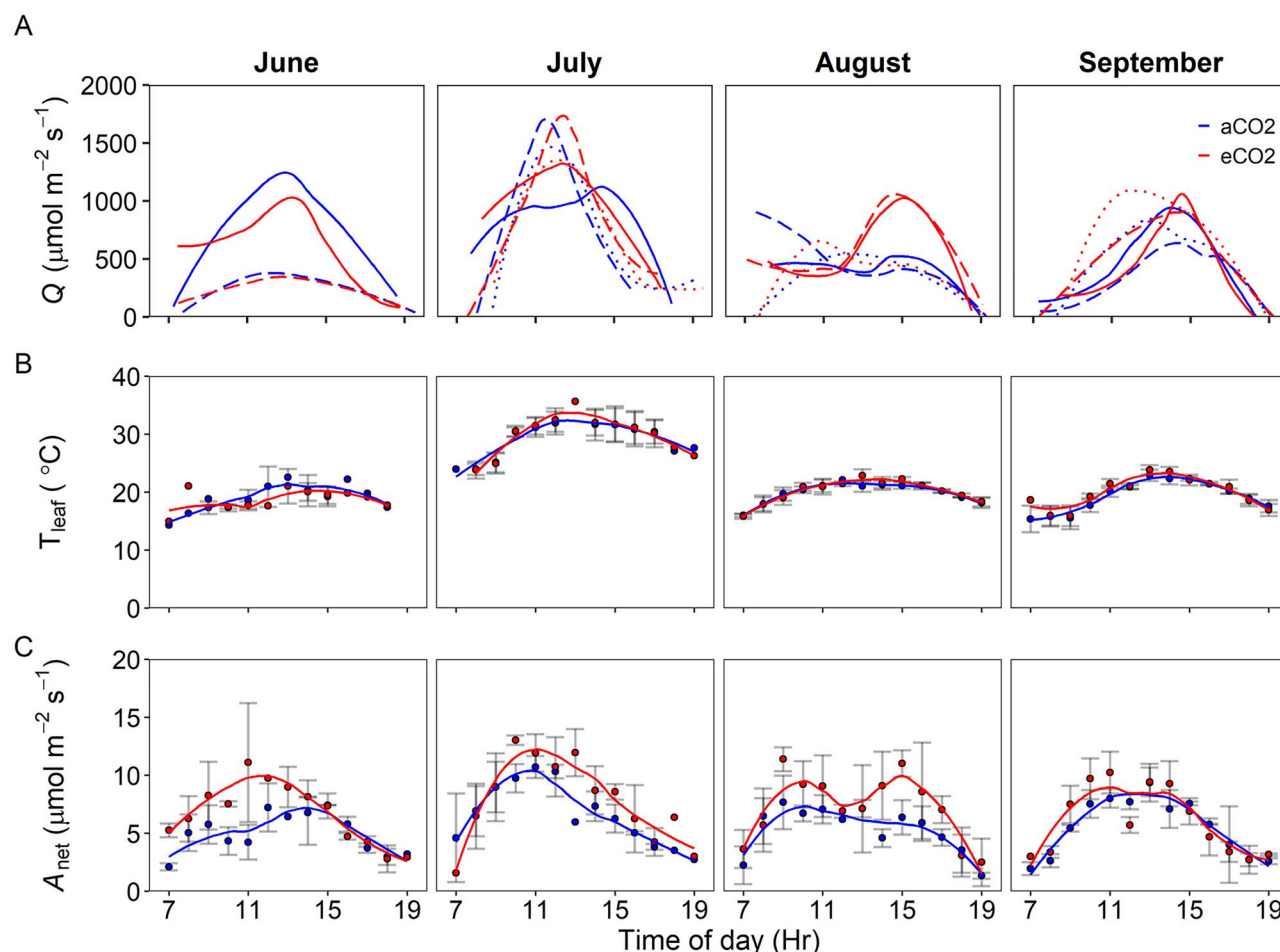 A
June
July
August
September
Q (µmol m−2 s−1)
2000
1500
1000
500
0
aCO2
eCO2
B
Tleaf ( °C)
40
30
20
10
0
C
Anet (µmol m−2 s−1)
20
15
10
5
0
7 11 15 19 7 11 15 19 7 11 15 19 7 11 15 19
Time of day (Hr)